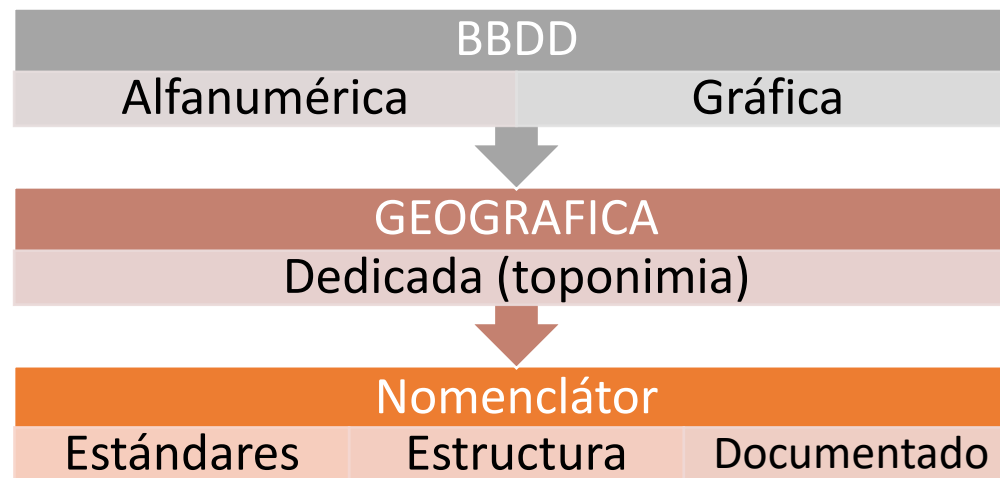 BBDD
Alfanumérica Gráfica
GEOGRAFICA
Dedicada (toponimia)
Nomenclátor
Estándares Estructura Documentado